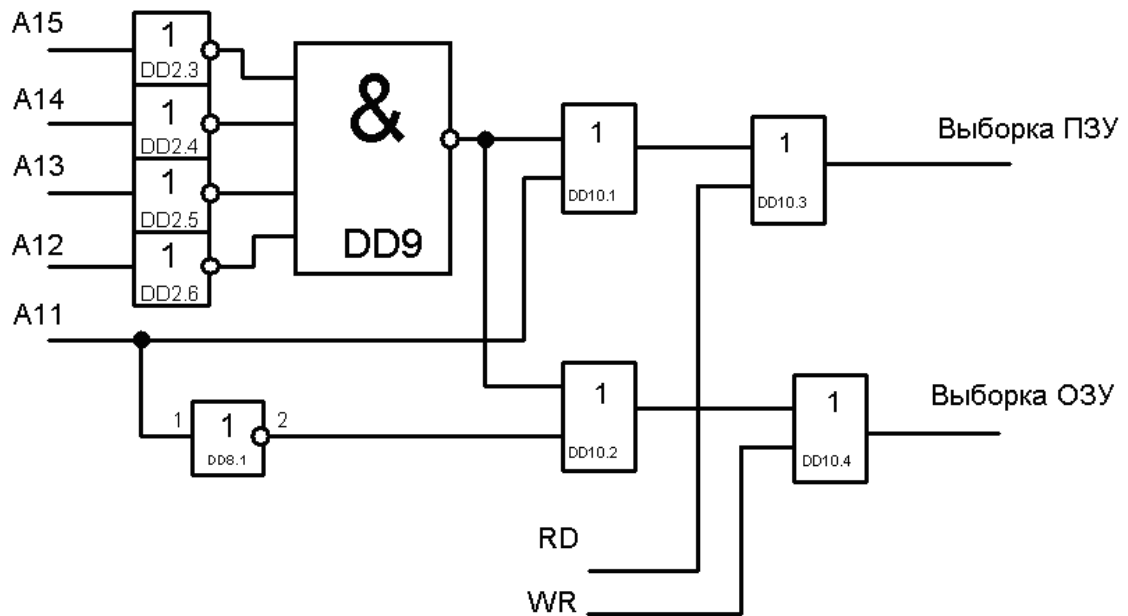 A15
1
DD2.3
A14
1
DD2.4
A13
1
DD2.5
A12
1
DD2.6
A11
&
DD9
1
DD10.1
1
DD10.3
Выборка ПЗУ
1
1
2
DD8.1
1
DD10.2
1
DD10.4
Выборка ОЗУ
RD
WR